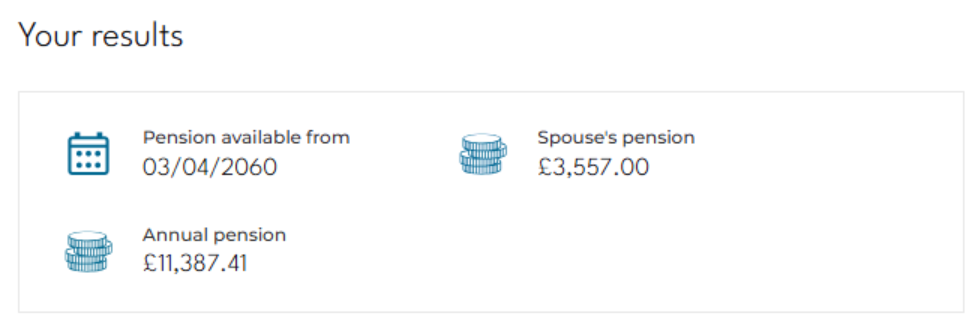 Your results
Pension available from
03/04/2060
Spouse's pension
£3,557.00
Annual pension
£11,387.41